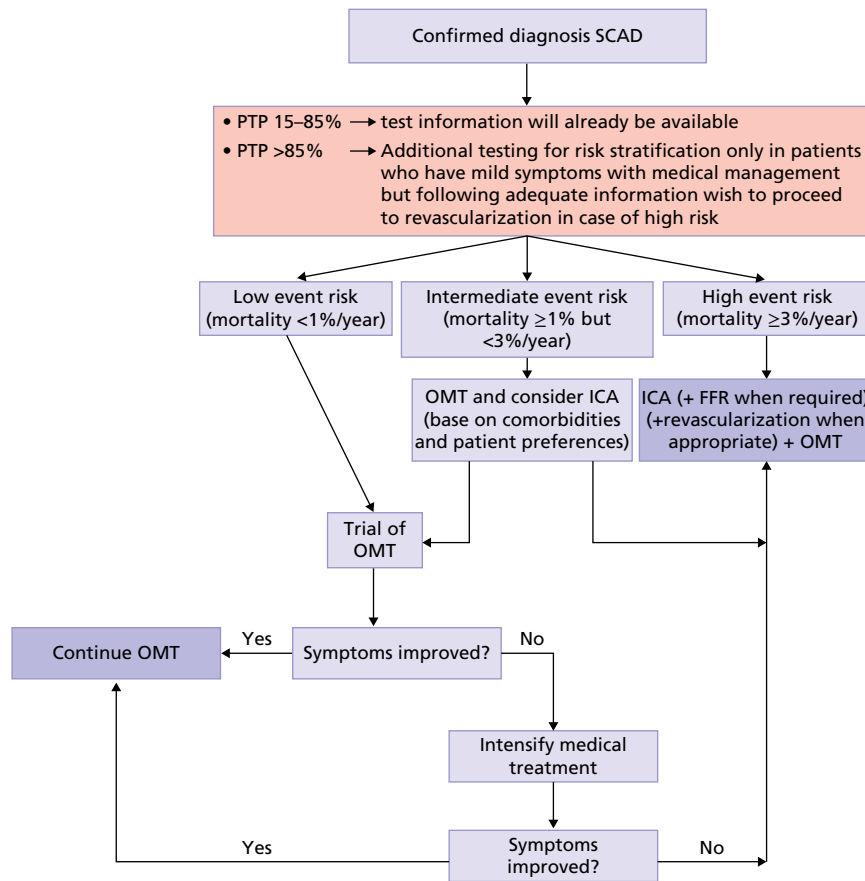 Confirmed diagnosis SCAD
• PTP 15–85% → test information will already be available
• PTP >85% → Additional testing for risk stratification only in patients
who have mild symptoms with medical management
but following adequate information wish to proceed
to revascularization in case of high risk
Low event risk
(mortality <1%/year)
Intermediate event risk
(mortality ≥1% but
<3%/year)
High event risk
(mortality ≥3%/year)
OMT and consider ICA
(base on comorbidities
and patient preferences)
ICA (+ FFR when required)
(+revascularization when
appropriate) + OMT
Trial of
OMT
Continue OMT
Yes
Symptoms improved?
No
Intensify medical
treatment
Yes
Symptoms
improved?
No